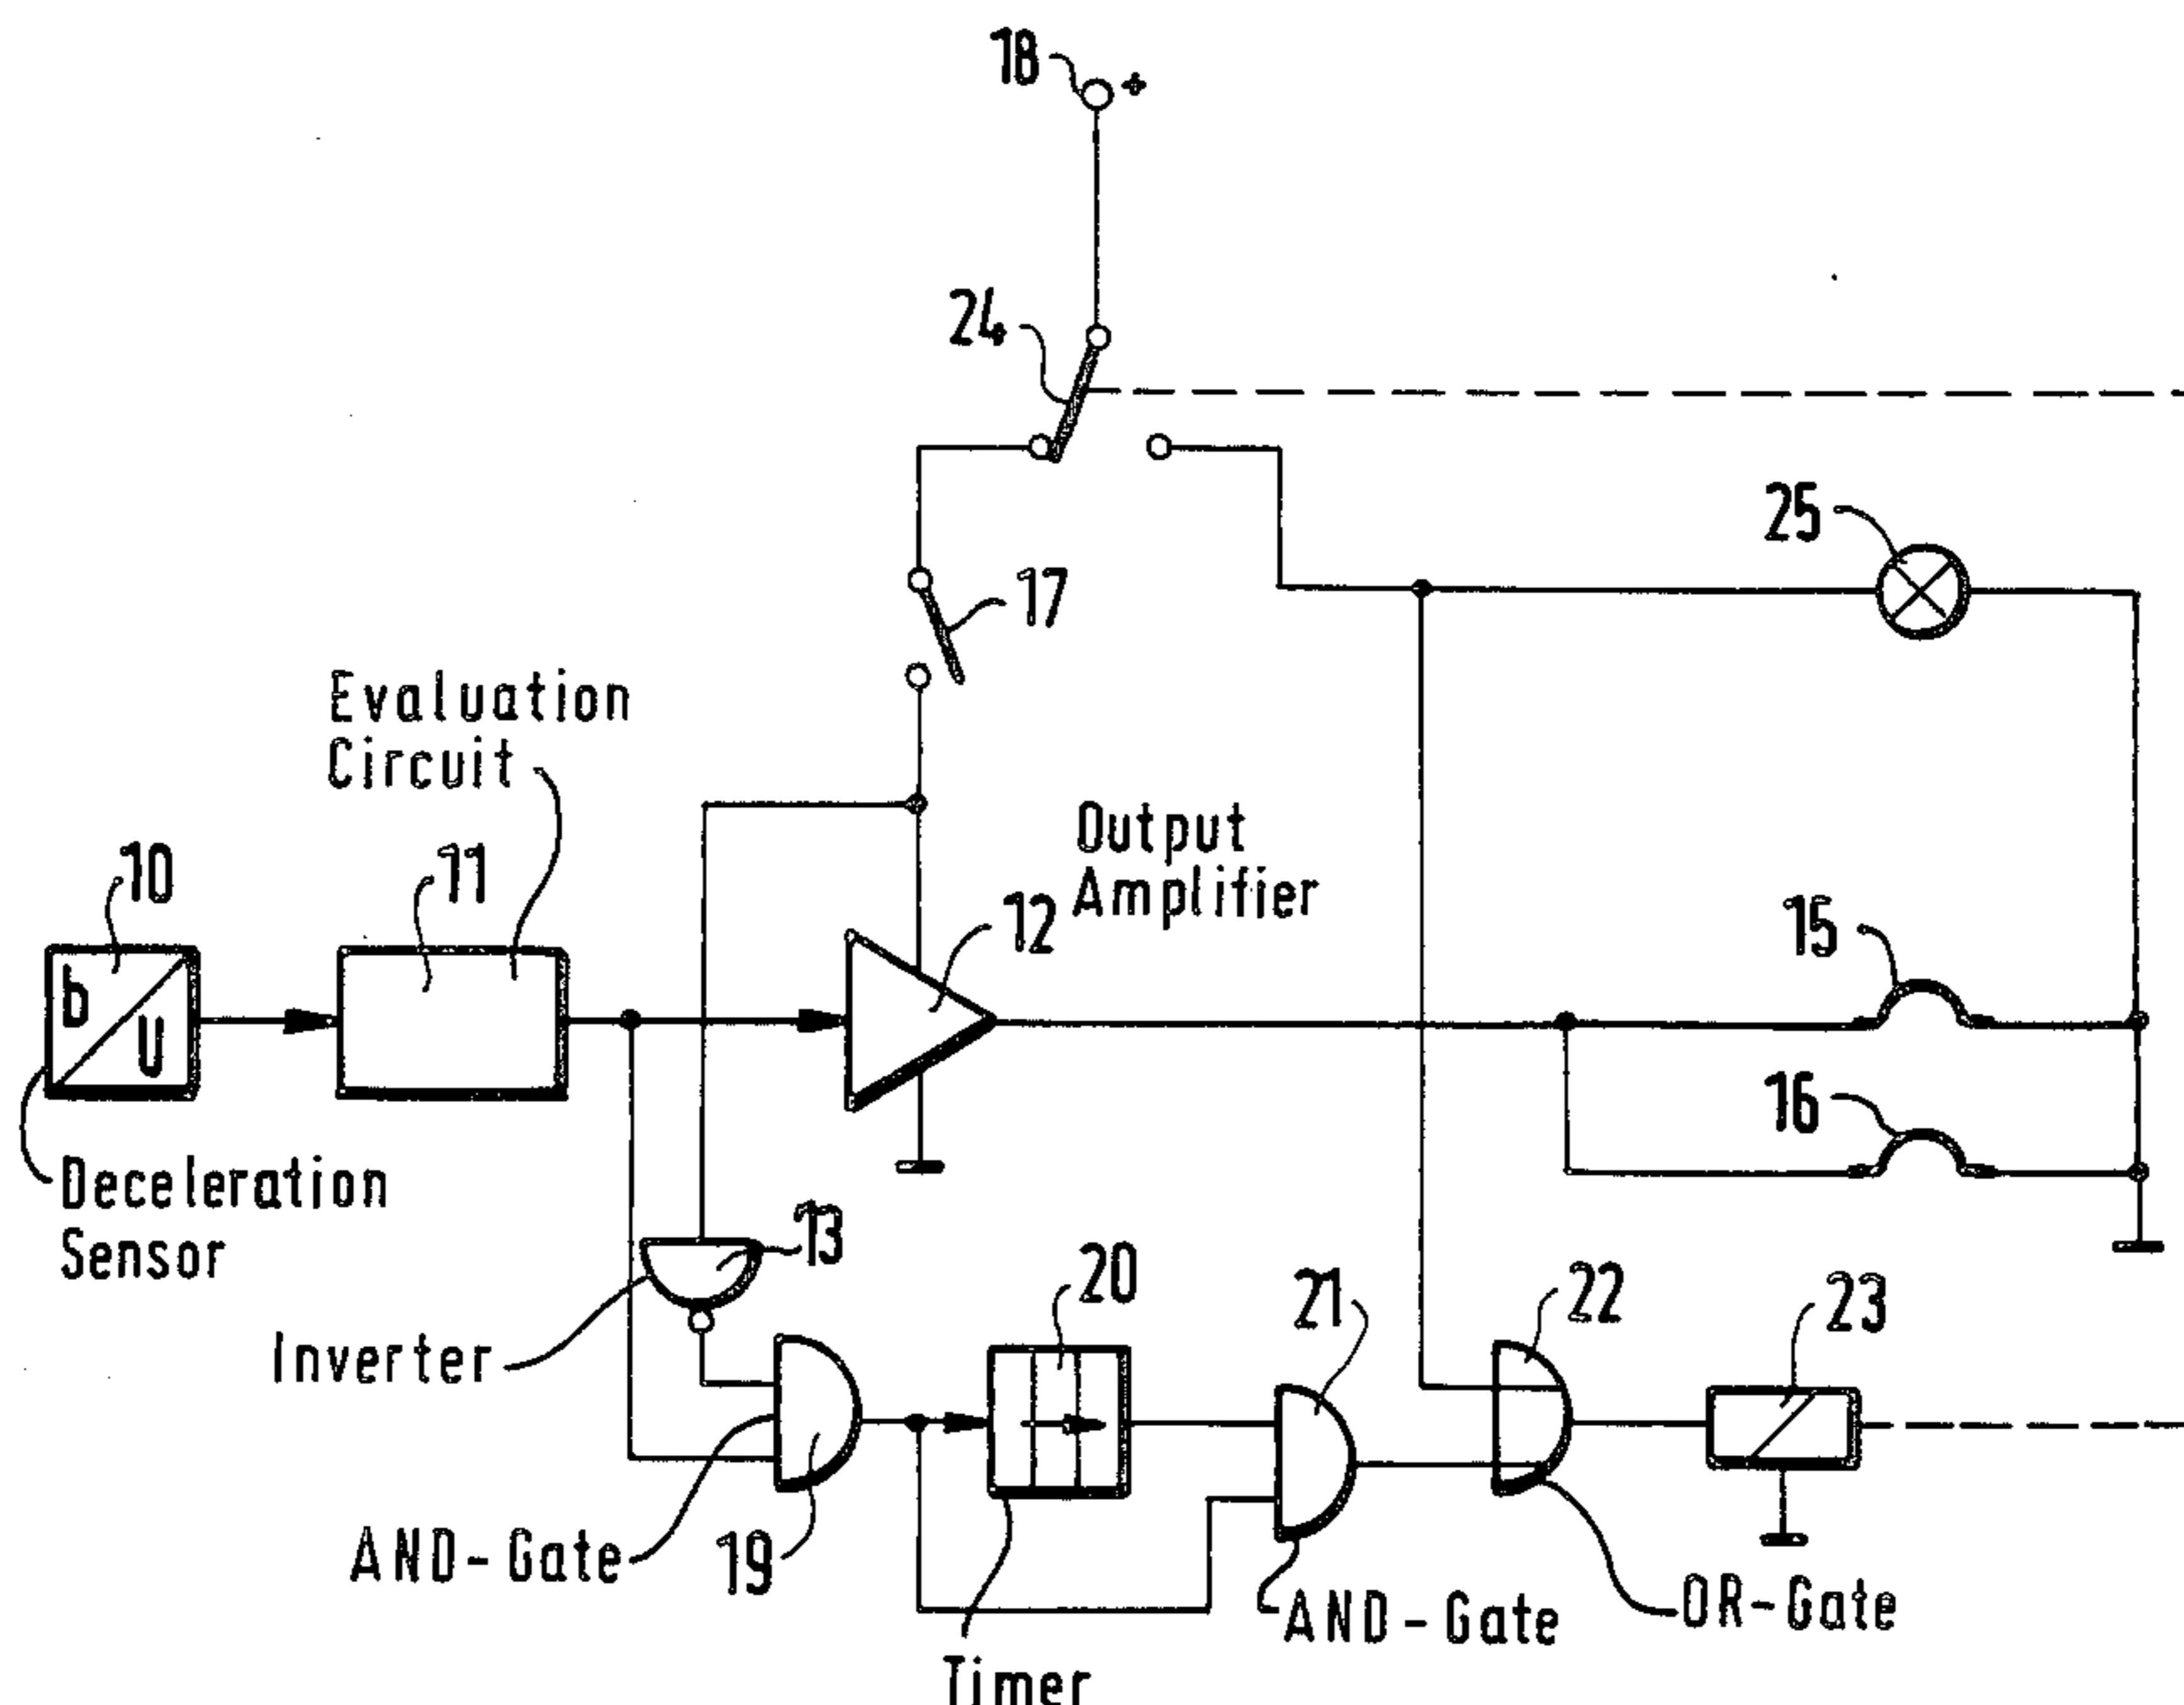 18 +
24
25
17
Evaluation
Circuit
Output
Amplifier
10
11
12
15
b
U
16
Deceleration
Sensor
13
20
21
22
23
Inverter
AND-Gate
19
AND-Gate
OR-Gate
Timer